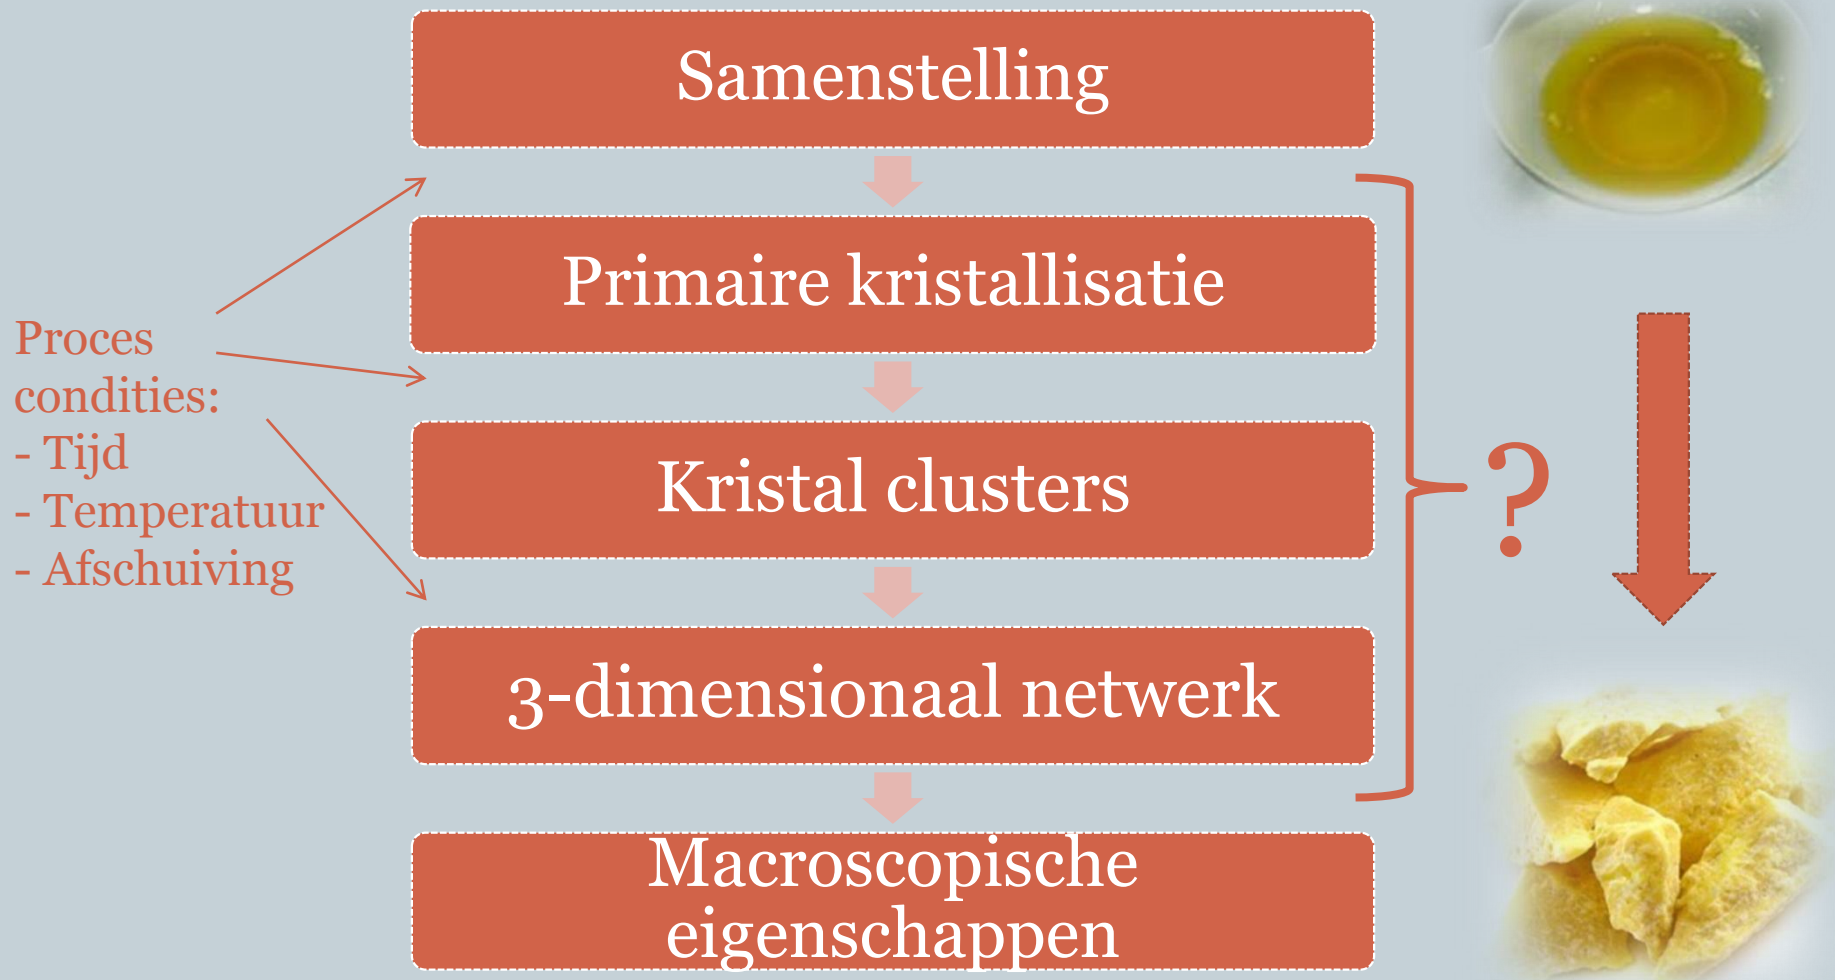 Samenstelling
Primaire kristallisatie
Proces
condities:
- Tijd
- Temperatuur
- Afschuiving
Kristal clusters
?
3-dimensionaal netwerk
Macroscopische
eigenschappen